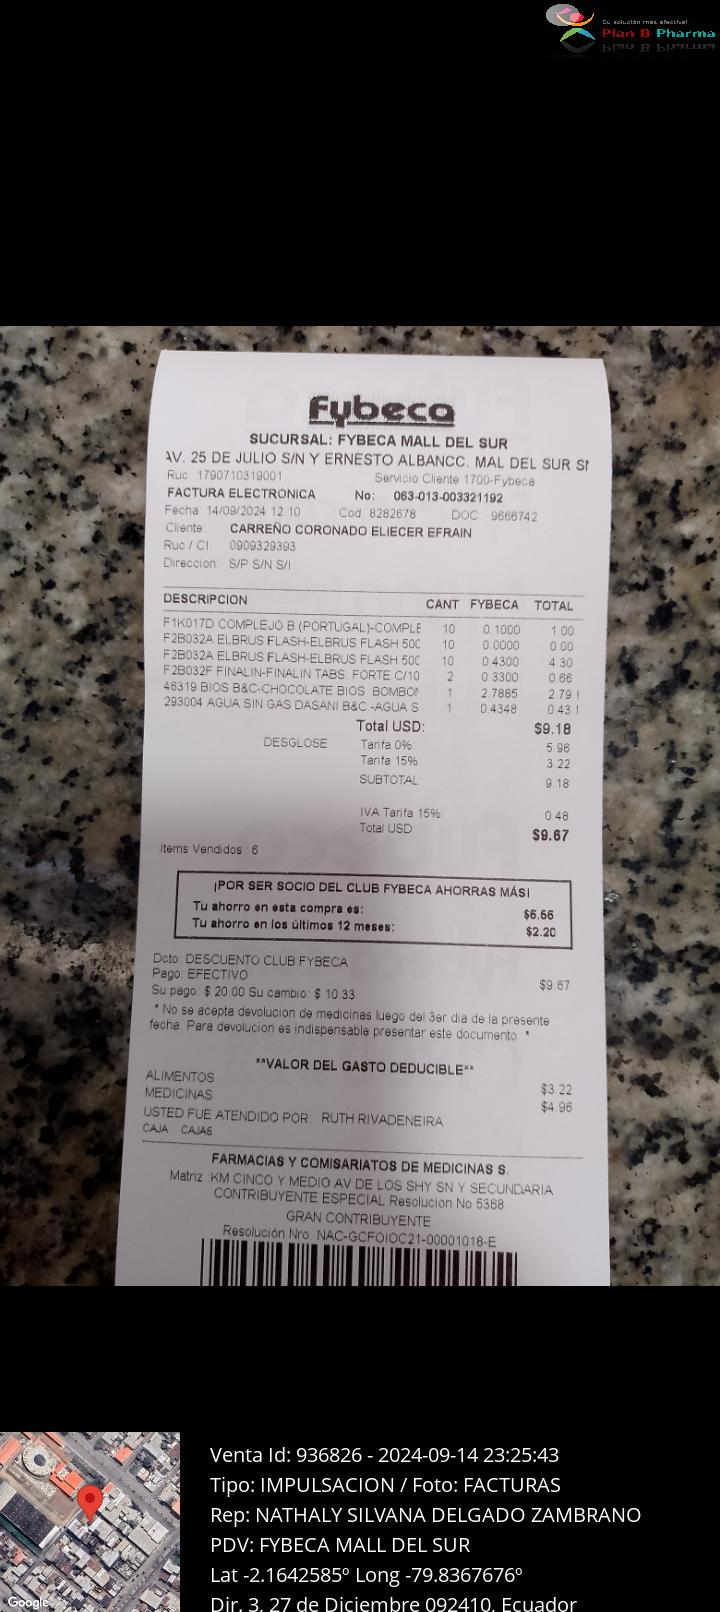 Su solución más efectiva!
Plan B Pharma
Fybeca
SUCURSAL: FYBECA MALL DEL SUR
AV. 25 DE JULIO S/N Y ERNESTO ALBANCC. MAL DEL SUR S
Ruc: 1790710319001 Servicio Cliente 1700-Fybeca
FACTURA ELECTRONICA No: 063-013-003321192
Fecha: 14/09/2024 12:10 Cod: 8282678 DOC: 9666742
Cliente: CARREÑO CORONADO ELIECER EFRAIN
Ruc / CI: 0909329393
Direccion: S/P S/N S/I
DESCRIPCION CANT FYBECA TOTAL
F1K017D COMPLEJO B (PORTUGAL)-COMPLE 10 0.1000 1.00
F2B032A ELBRUS FLASH-ELBRUS FLASH 50C 10 0.0000 0.00
F2B032A ELBRUS FLASH-ELBRUS FLASH 50C 10 0.4300 4.30
F2B032F FINALIN-FINALIN TABS. FORTE C/10 2 0.3300 0.66
46319 BIOS B&C-CHOCOLATE BIOS BOMBON 1 2.7885 2.79 I
293004 AGUA SIN GAS DASANI B&C -AGUA S 1 0.4348 0.43 I
Total USD: $9.18
DESGLOSE Tarifa 0%: 5.96
Tarifa 15%: 3.22
SUBTOTAL: 9.18
IVA Tarifa 15%: 0.48
Total USD: $9.67
Items Vendidos : 6
¡POR SER SOCIO DEL CLUB FYBECA AHORRAS MÁS!
Tu ahorro en esta compra es: $6.56
Tu ahorro en los últimos 12 meses: $2.20
Dcto: DESCUENTO CLUB FYBECA
Pago: EFECTIVO $9.67
Su pago: $ 20.00 Su cambio: $ 10.33
* No se acepta devolucion de medicinas luego del 3er dia de la presente
fecha. Para devolucion es indispensable presentar este documento *
**VALOR DEL GASTO DEDUCIBLE**
ALIMENTOS $3.22
MEDICINAS $4.96
USTED FUE ATENDIDO POR: RUTH RIVADENEIRA
CAJA : CAJA6
FARMACIAS Y COMISARIATOS DE MEDICINAS S.
Matriz: KM CINCO Y MEDIO AV DE LOS SHY SN Y SECUNDARIA
CONTRIBUYENTE ESPECIAL Resolucion No 5368
GRAN CONTRIBUYENTE
Resolución Nro. NAC-GCFOIOC21-00001018-E
Venta Id: 936826 - 2024-09-14 23:25:43
Tipo: IMPULSACION / Foto: FACTURAS
Rep: NATHALY SILVANA DELGADO ZAMBRANO
PDV: FYBECA MALL DEL SUR
Lat -2.1642585º Long -79.8367676º
Dir. 3, 27 de Diciembre 092410, Ecuador
Google